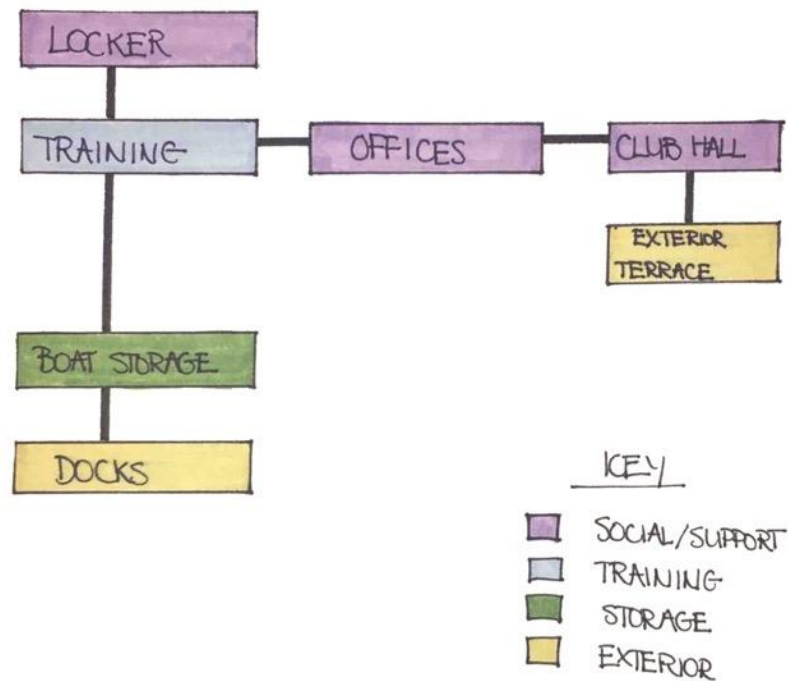 LOCKER
TRAINING
OFFICES
CLUB HALL
EXTERIOR
TERRACE
BOAT STORAGE
DOCKS
KEY
SOCIAL/SUPPORT
TRAINING
STORAGE
EXTERIOR